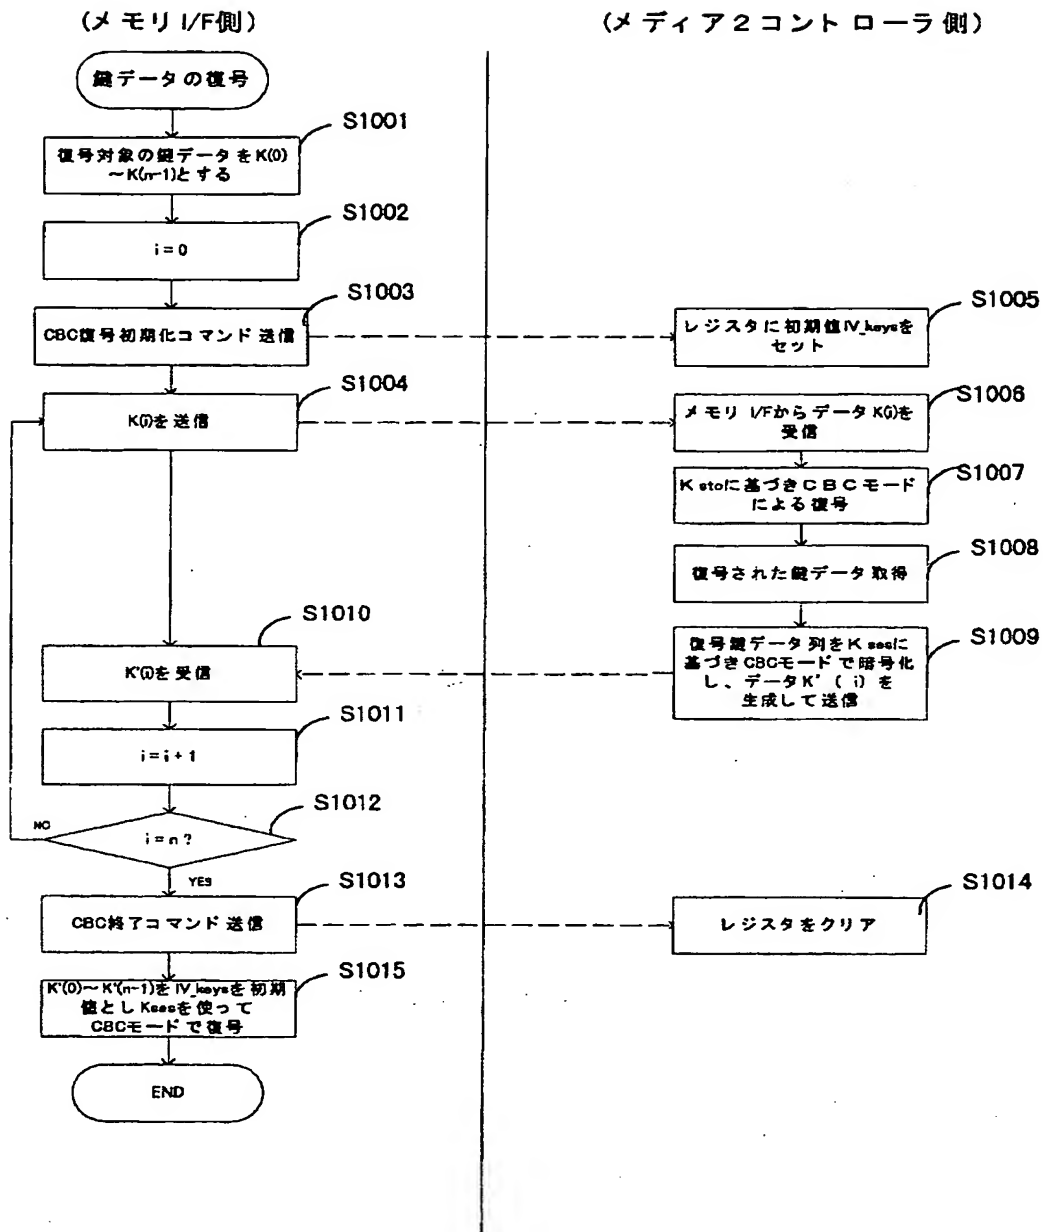 (メモリI/F側)
(メディア2コントローラ側)
鍵データの復号
S1001
復号対象の鍵データをK(0)
～K(n-1)とする
S1002
i=0
S1003
CBC復号初期化コマンド送信
S1005
レジスタに初期値IV_keysを
セット
S1004
K(i)を送信
S1006
メモリI/FからデータK(i)を
受信
S1007
Kstoに基づきCBCモード
による復号
S1008
復号された鍵データ取得
S1009
復号鍵データ列をKsesに
基づきCBCモードで暗号化
し、データK'(i)を
生成して送信
S1010
K'(i)を受信
S1011
i=i+1
S1012
i=n?
NO
YES
S1013
CBC終了コマンド送信
S1014
レジスタをクリア
S1015
K'(0)～K'(n-1)をIV_keysを初期
値としKsesを使って
CBCモードで復号
END